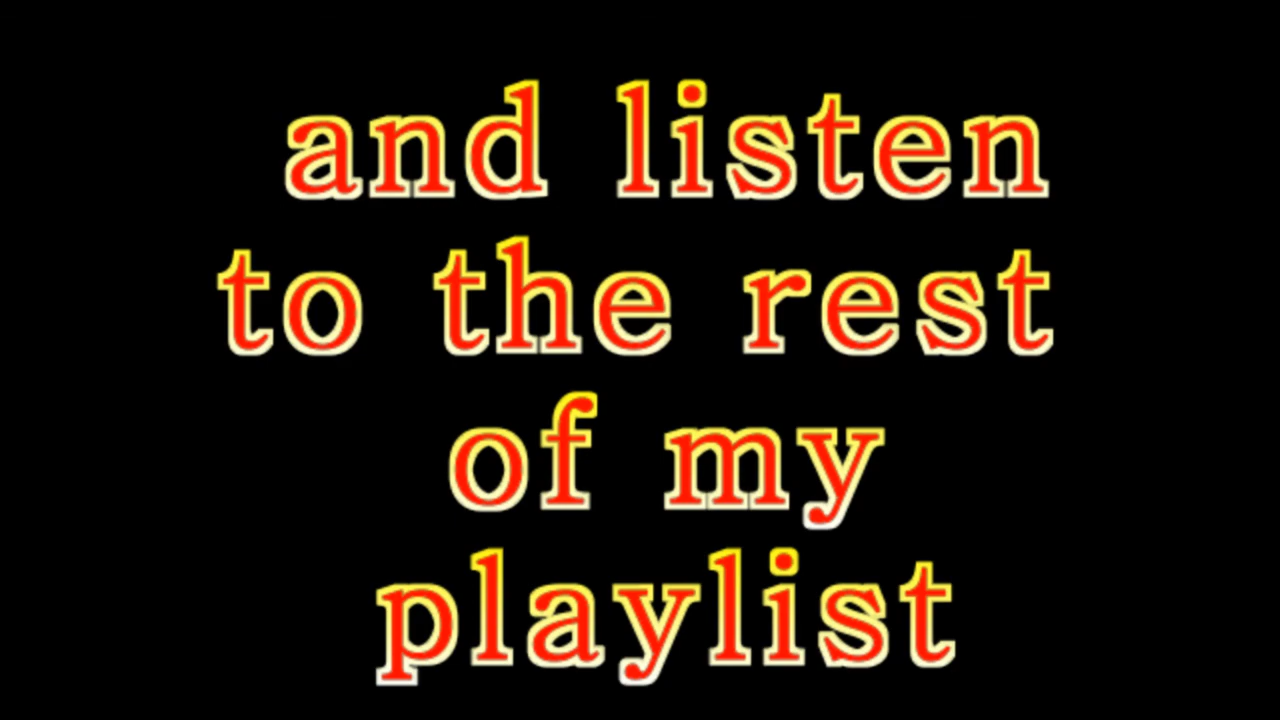 and listen
to the rest
of my
playlist